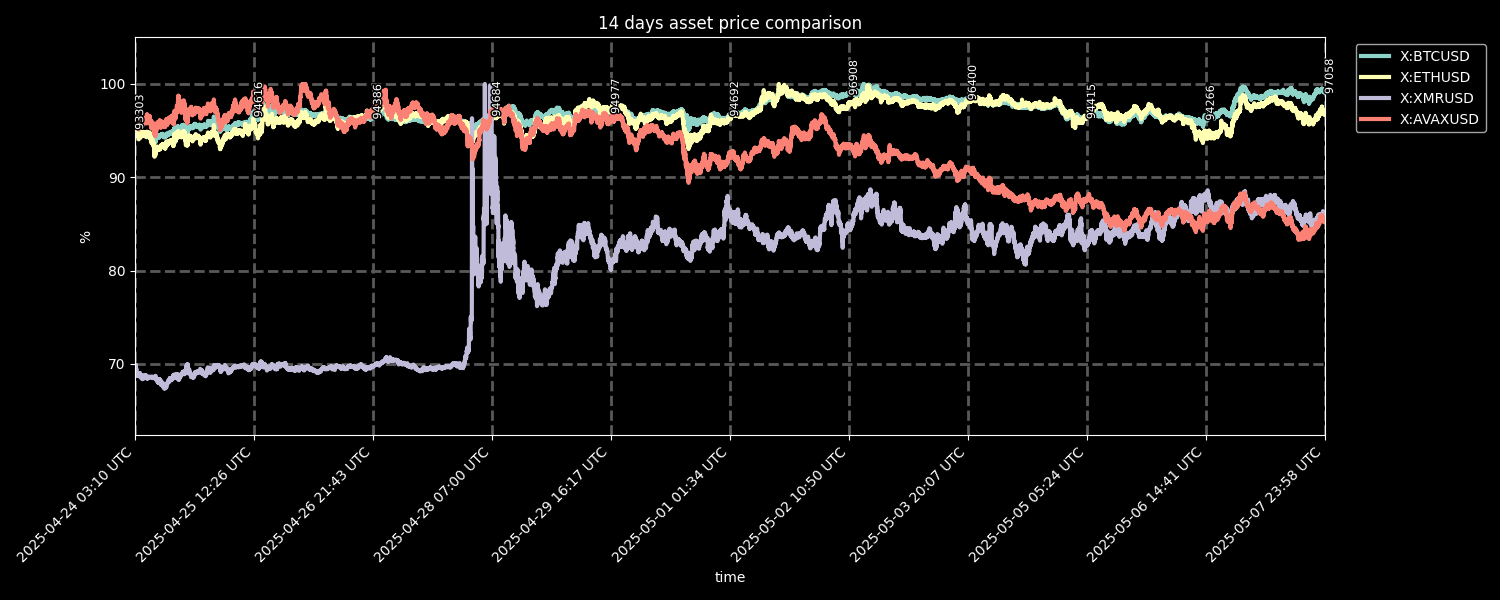 14 days asset price comparison
X:BTCUSD
X:ETHUSD
X:XMRUSD
X:AVAXUSD
%
100
90
80
70
93303
94616
94386
94684
94977
94692
96908
96400
94415
94266
97058
2025-04-24 03:10 UTC
2025-04-25 12:26 UTC
2025-04-26 21:43 UTC
2025-04-28 07:00 UTC
2025-04-29 16:17 UTC
2025-05-01 01:34 UTC
2025-05-02 10:50 UTC
2025-05-03 20:07 UTC
2025-05-05 05:24 UTC
2025-05-06 14:41 UTC
2025-05-07 23:58 UTC
time